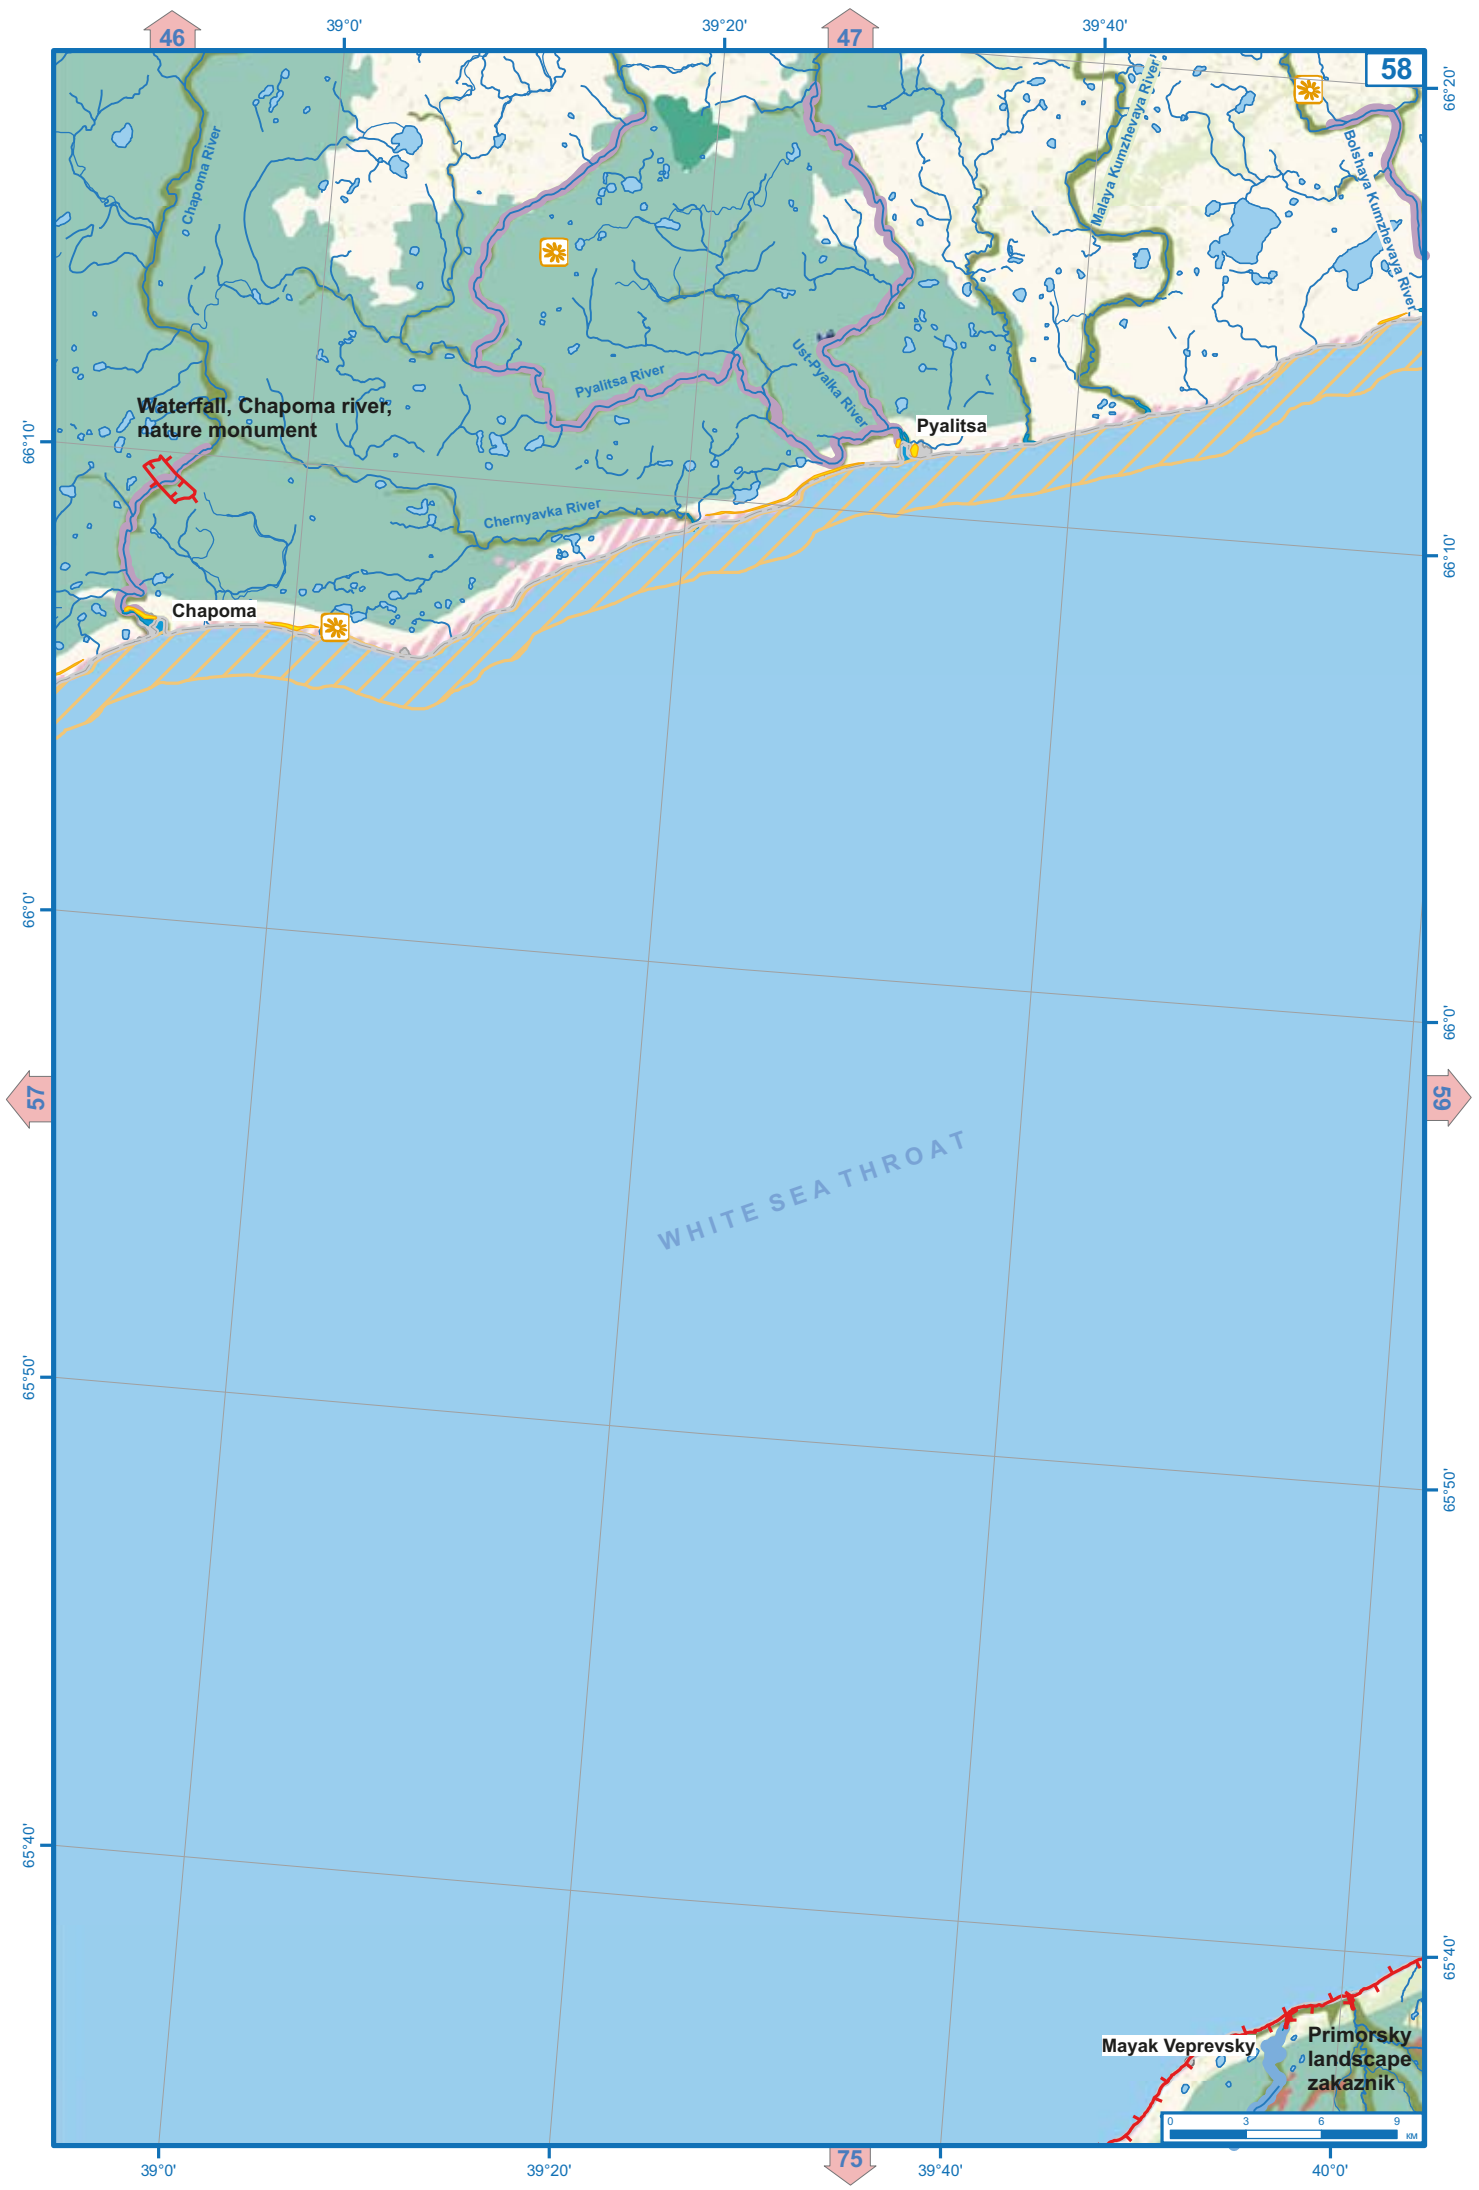 46
39°0'
39°20'
47
39°40'
58
66°20'
Chapoma River
Malaya Kumzhevaya River
Bolshaya Kumzhevaya River
Waterfall, Chapoma river,
nature monument
Pyalitsa River
Ust-Pyalka River
Pyalitsa
66°10'
66°10'
Chernyavka River
Chapoma
66°0'
66°0'
57
59
WHITE SEA THROAT
65°50'
65°50'
65°40'
65°40'
Mayak Veprevsky
Primorsky
landscape
zakaznik
0 3 6 9
км
39°0'
39°20'
75
39°40'
40°0'